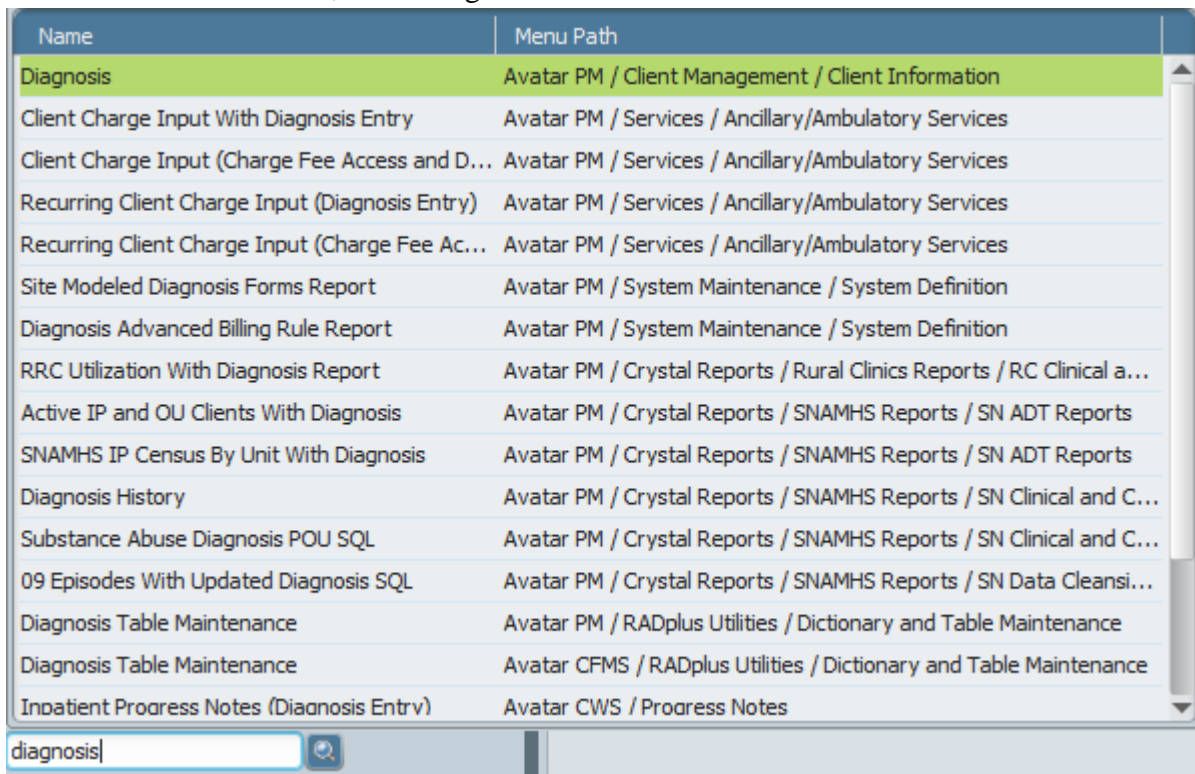 Name Menu Path
Diagnosis Avatar PM / Client Management / Client Information
Client Charge Input With Diagnosis Entry Avatar PM / Services / Ancillary/Ambulatory Services
Client Charge Input (Charge Fee Access and D... Avatar PM / Services / Ancillary/Ambulatory Services
Recurring Client Charge Input (Diagnosis Entry) Avatar PM / Services / Ancillary/Ambulatory Services
Recurring Client Charge Input (Charge Fee Ac... Avatar PM / Services / Ancillary/Ambulatory Services
Site Modeled Diagnosis Forms Report Avatar PM / System Maintenance / System Definition
Diagnosis Advanced Billing Rule Report Avatar PM / System Maintenance / System Definition
RRC Utilization With Diagnosis Report Avatar PM / Crystal Reports / Rural Clinics Reports / RC Clinical a...
Active IP and OU Clients With Diagnosis Avatar PM / Crystal Reports / SNAMHS Reports / SN ADT Reports
SNAMHS IP Census By Unit With Diagnosis Avatar PM / Crystal Reports / SNAMHS Reports / SN ADT Reports
Diagnosis History Avatar PM / Crystal Reports / SNAMHS Reports / SN Clinical and C...
Substance Abuse Diagnosis POU SQL Avatar PM / Crystal Reports / SNAMHS Reports / SN Clinical and C...
09 Episodes With Updated Diagnosis SQL Avatar PM / Crystal Reports / SNAMHS Reports / SN Data Cleansi...
Diagnosis Table Maintenance Avatar PM / RADplus Utilities / Dictionary and Table Maintenance
Diagnosis Table Maintenance Avatar CFMS / RADplus Utilities / Dictionary and Table Maintenance
Inpatient Progress Notes (Diagnosis Entry) Avatar CWS / Progress Notes
diagnosis